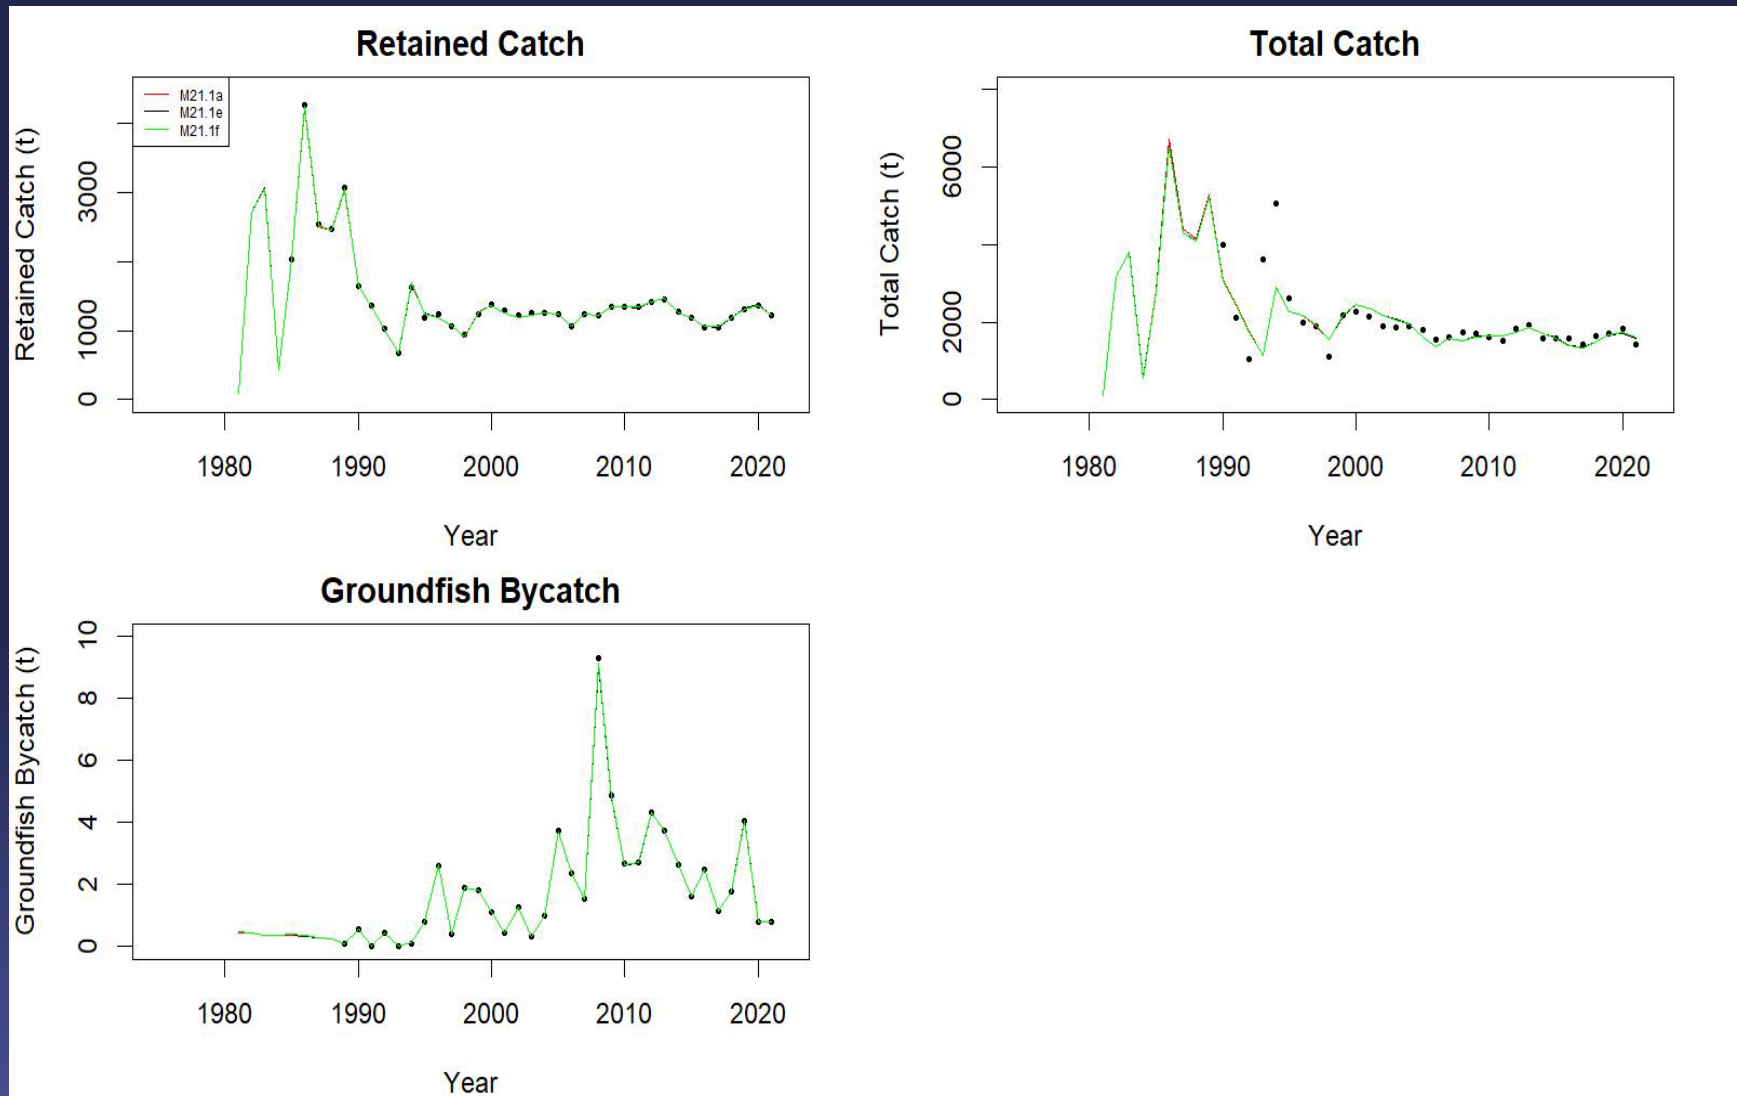 Retained Catch
Retained Catch (t)
M21.1a
M21.1e
M21.1f
3000
1000
0
1980 1990 2000 2010 2020
Year
Total Catch
Total Catch (t)
6000
2000
0
1980 1990 2000 2010 2020
Year
Groundfish Bycatch
Groundfish Bycatch (t)
10
8
6
4
2
0
1980 1990 2000 2010 2020
Year